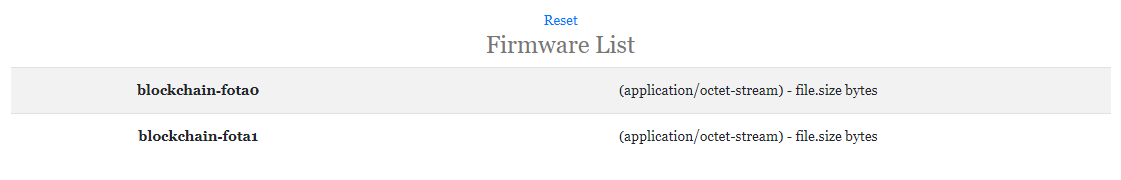 Reset
Firmware List
blockchain-fota0 (application/octet-stream) - file.size bytes
blockchain-fota1 (application/octet-stream) - file.size bytes